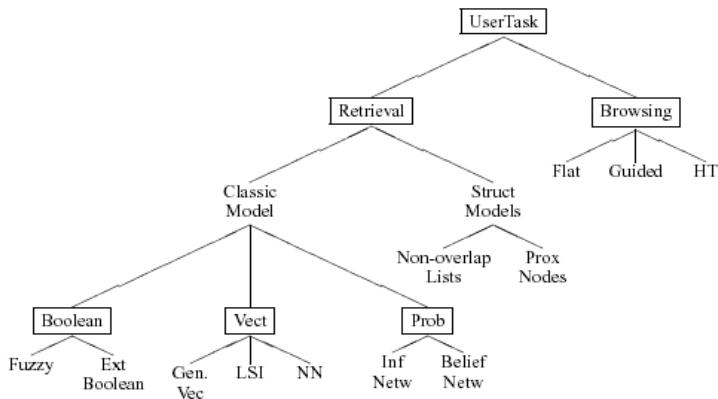 UserTask
Retrieval
Browsing
Flat
Guided
HT
Classic
Model
Struct
Models
Non-overlap
Lists
Prox
Nodes
Boolean
Vect
Prob
Fuzzy
Ext
Boolean
Gen.
Vec
LSI
NN
Inf
Netw
Belief
Netw